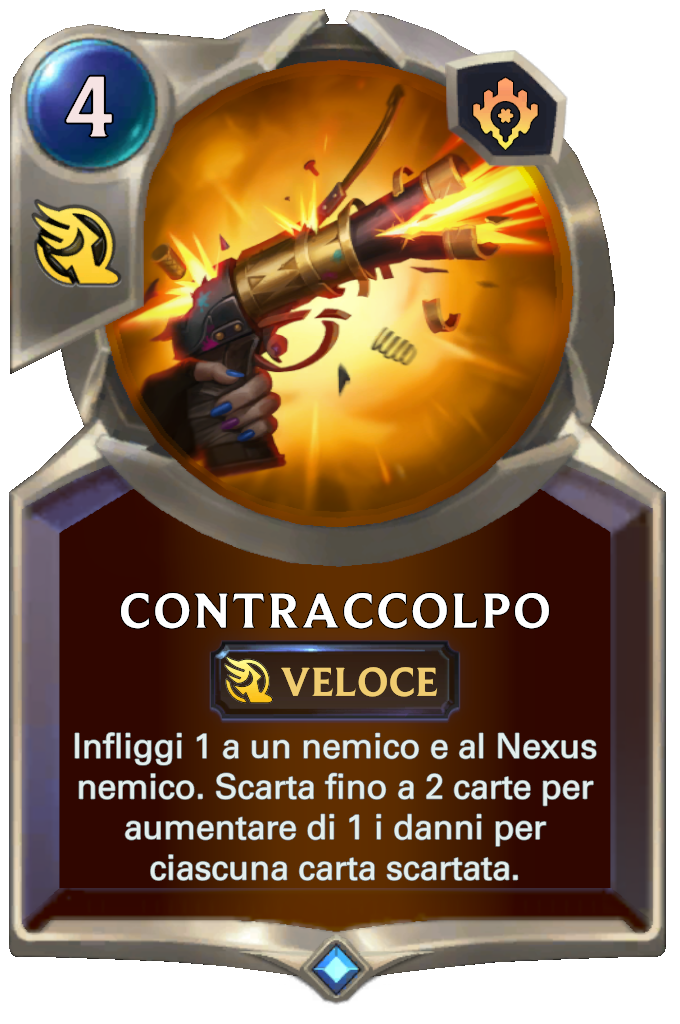 4
CONTRACCOLPO
VELOCE
Infliggi 1 a un nemico e al Nexus
nemico. Scarta fino a 2 carte per
aumentare di 1 i danni per
ciascuna carta scartata.